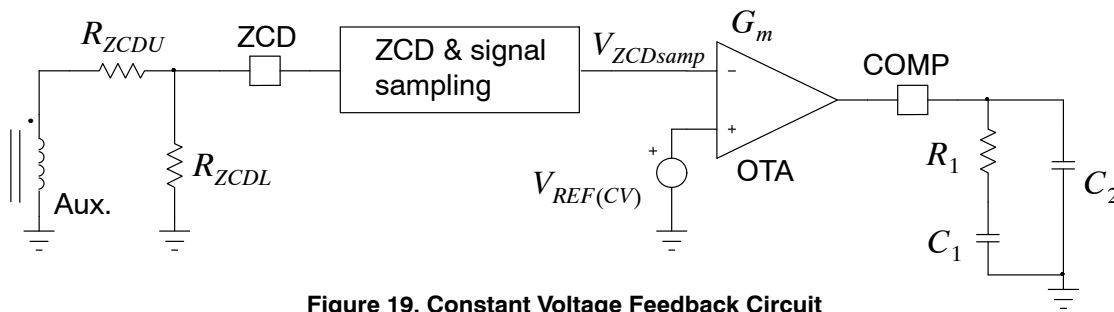 R_ZCDU
ZCD
ZCD & signal
sampling
V_ZCDsamp
G_m
COMP
−
+
OTA
+
V_REF(CV)
Aux.
R_ZCDL
R_1
C_1
C_2
Figure 19. Constant Voltage Feedback Circuit